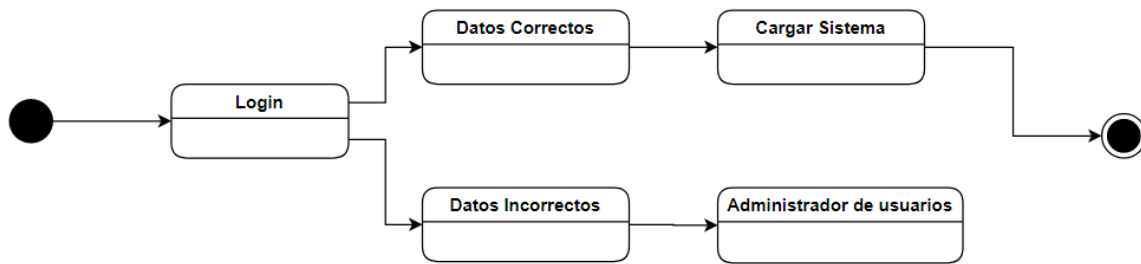 Datos Correctos
Cargar Sistema
Login
Datos Incorrectos
Administrador de usuarios